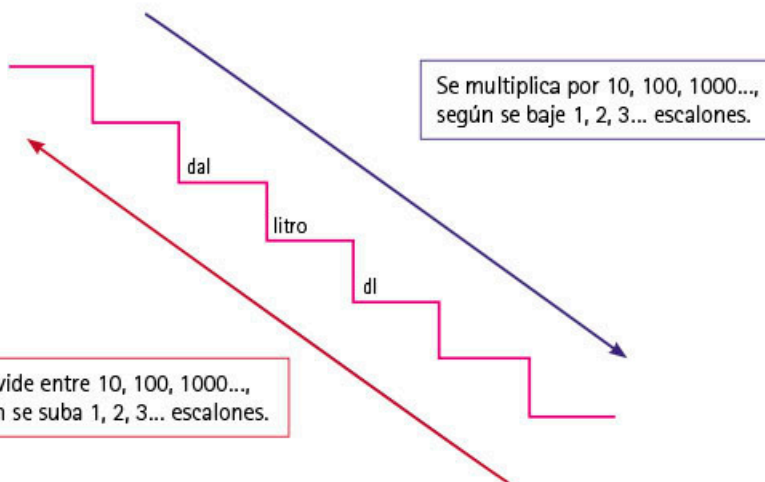 Se multiplica por 10, 100, 1000...,
según se baje 1, 2, 3... escalones.
dal
litro
dl
entre 10, 100, 1000...,
se suba 1, 2, 3... escalones.